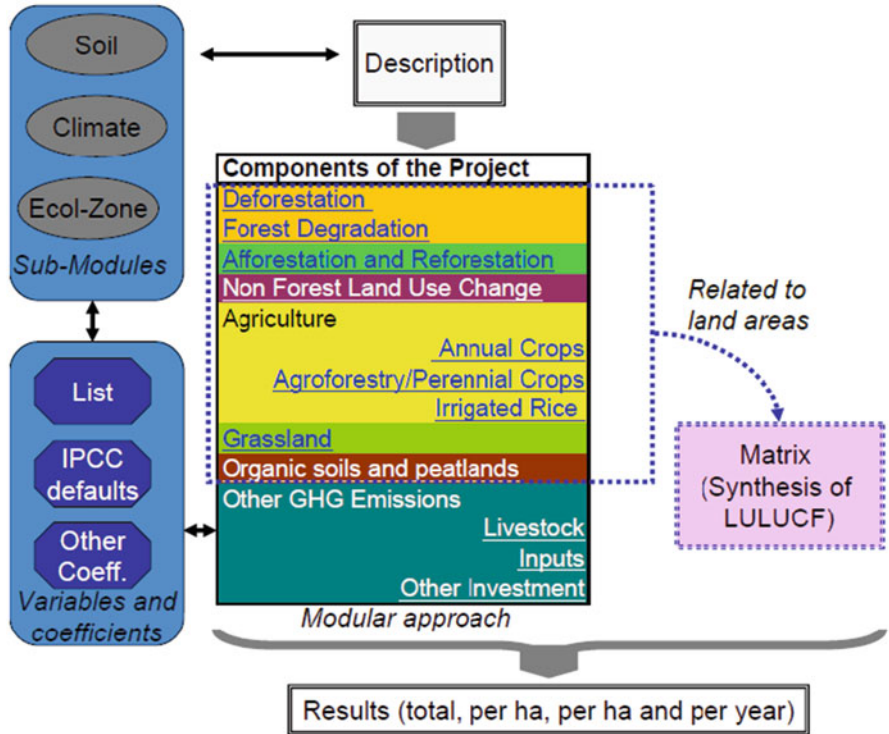 Soil
Climate
Ecol-Zone
Sub-Modules
Description
Components of the Project
Deforestation
Forest Degradation
Afforestation and Reforestation
Non Forest Land Use Change
Agriculture
Annual Crops
Agroforestry/Perennial Crops
Irrigated Rice
Grassland
Organic soils and peatlands
Other GHG Emissions
Livestock
Inputs
Other Investment
Modular approach
List
IPCC
defaults
Other
Coeff.
Variables and
coefficients
Related to
land areas
Matrix
(Synthesis of
LULUCF)
Results (total, per ha, per ha and per year)